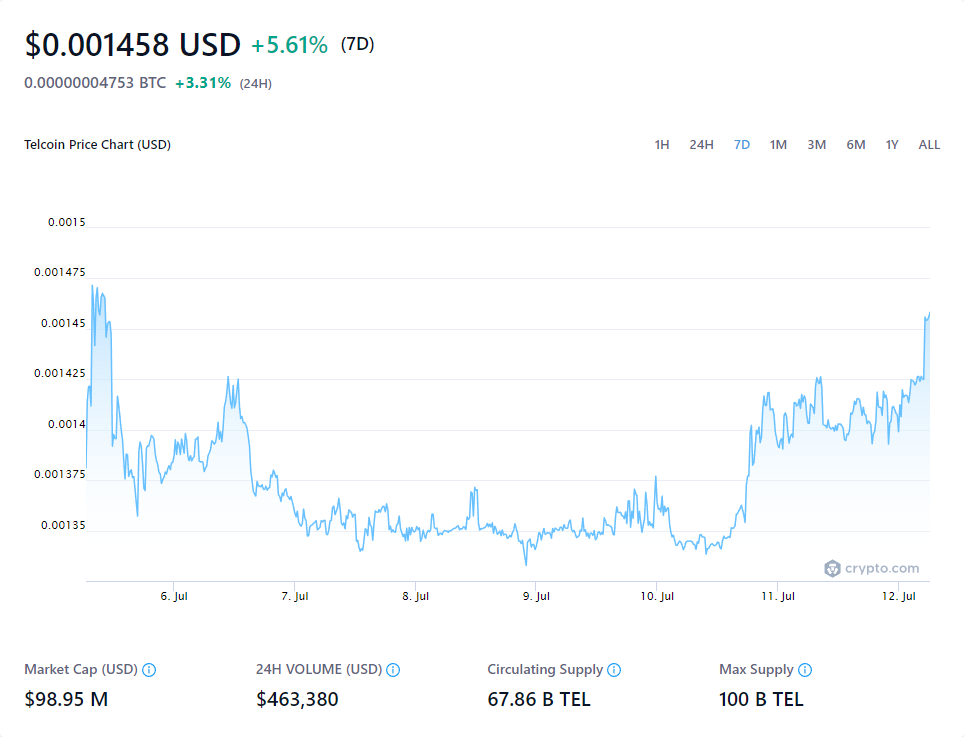 $0.001458 USD +5.61% (7D)
0.00000004753 BTC +3.31% (24H)
Telcoin Price Chart (USD) 1H 24H 7D 1M 3M 6M 1Y ALL
0.0015
0.001475
0.00145
0.001425
0.0014
0.001375
0.00135
crypto.com
6. Jul 7. Jul 8. Jul 9. Jul 10. Jul 11. Jul 12. Jul
Market Cap (USD) 24H VOLUME (USD) Circulating Supply Max Supply
$98.95 M $463,380 67.86 B TEL 100 B TEL